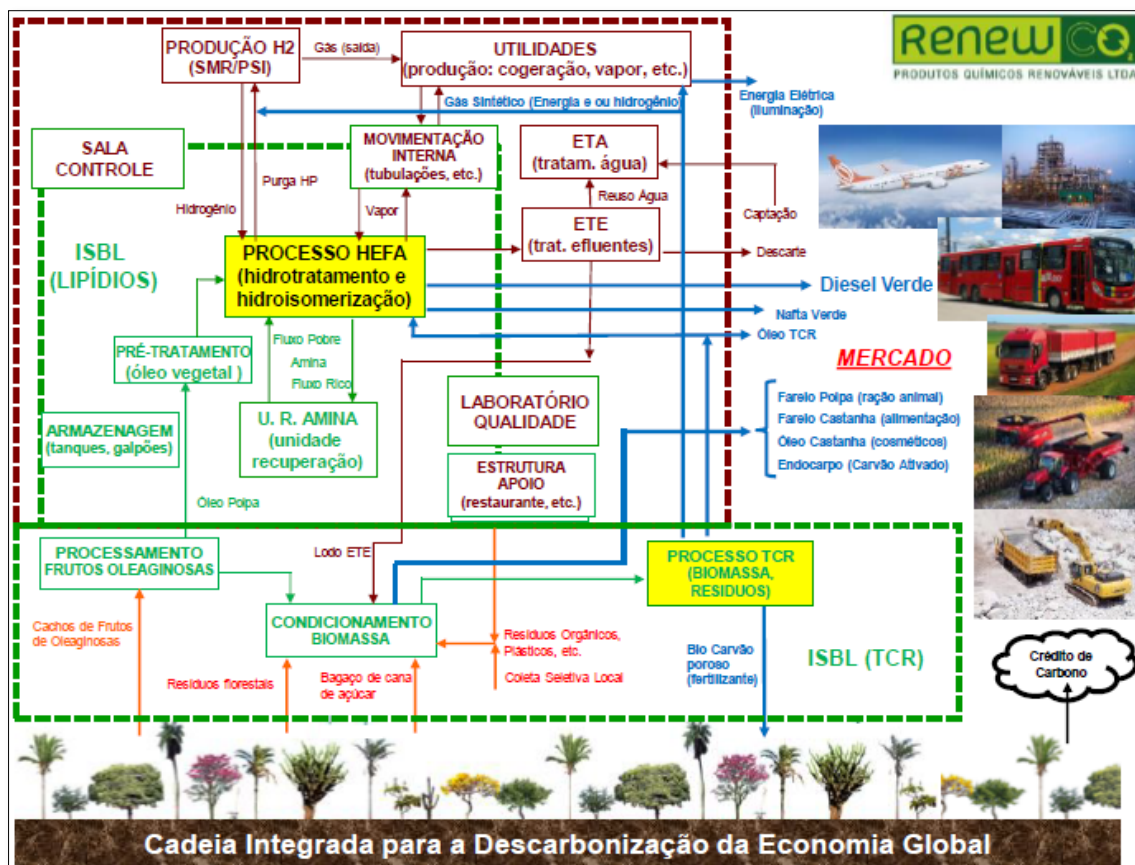 PRODUÇÃO H2
(SMR/PSI)
Gás (saída)
UTILIDADES
(produção: cogeração, vapor, etc.)
RenewCO₂
PRODUTOS QUÍMICOS RENOVÁVEIS LTDA
Gás Sintético (Energia e ou hidrogênio)
Energia Elétrica
(Iluminação)
SALA
CONTROLE
MOVIMENTAÇÃO
INTERNA
(tubulações, etc.)
ETA
(tratam. água)
Purga HP
Hidrogênio
Vapor
Reuso Água
Captação
ISBL
(LIPÍDIOS)
PROCESSO HEFA
(hidrotratamento e
hidroisomerização)
ETE
(trat. efluentes)
Descarte
Diesel Verde
Nafta Verde
Óleo TCR
Fluxo Pobre
Amina
Fluxo Rico
PRÉ-TRATAMENTO
(óleo vegetal )
MERCADO
U. R. AMINA
(unidade
recuperação)
LABORATÓRIO
QUALIDADE
Farelo Polpa (ração animal)
Farelo Castanha (alimentação)
Óleo Castanha (cosméticos)
Endocarpo (Carvão Ativado)
ARMAZENAGEM
(tanques, galpões)
ESTRUTURA
APOIO
(restaurante, etc.)
Óleo Polpa
PROCESSAMENTO
FRUTOS OLEAGINOSAS
Lodo ETE
PROCESSO TCR
(BIOMASSA,
RESIDUOS)
CONDICIONAMENTO
BIOMASSA
Cachos de Frutos
de Oleaginosas
Resíduos Orgânicos,
Plásticos, etc.
Coleta Seletiva Local
Resíduos florestais
Bagaço de cana
de açúcar
Bio Carvão
poroso
(fertilizante)
ISBL (TCR)
Crédito de
Carbono
Cadeia Integrada para a Descarbonização da Economia Global